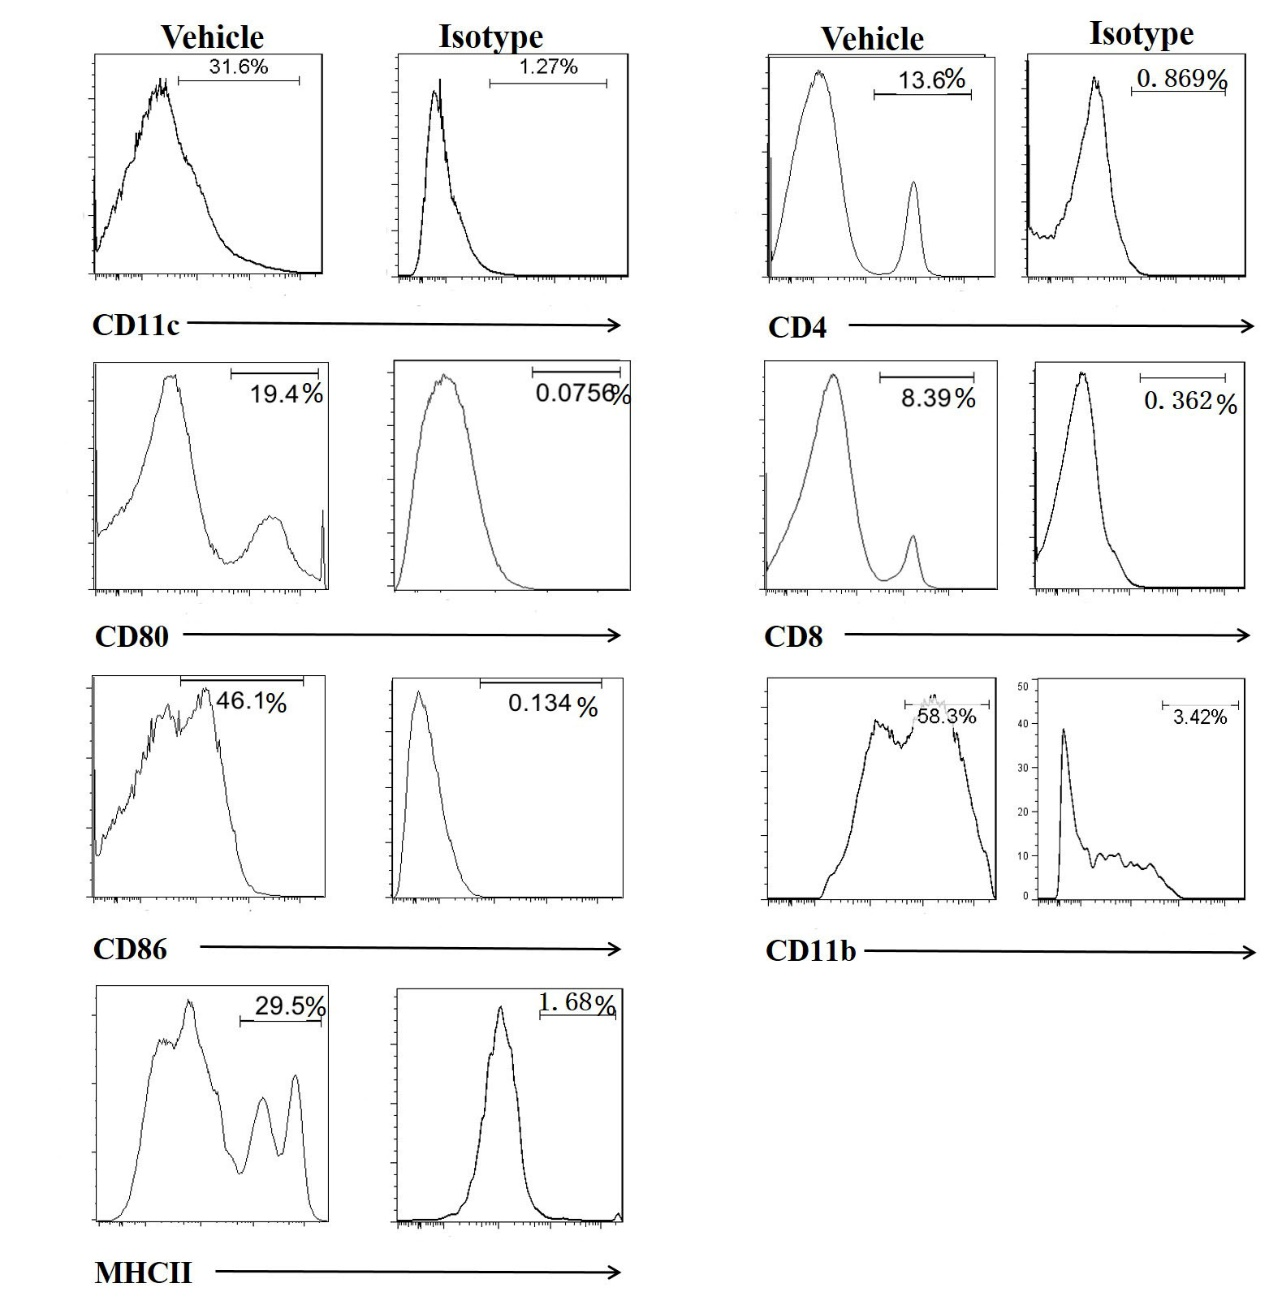 Vehicle
Isotype
31.6%
1.27%
CD11c
19.4%
0.0756%
CD80
46.1%
0.134 %
CD86
29.5%
1.68%
MHCII
Vehicle
Isotype
13.6%
0.869%
CD4
8.39%
0.362%
CD8
58.3%
50
40
30
20
10
0
3.42%
CD11b